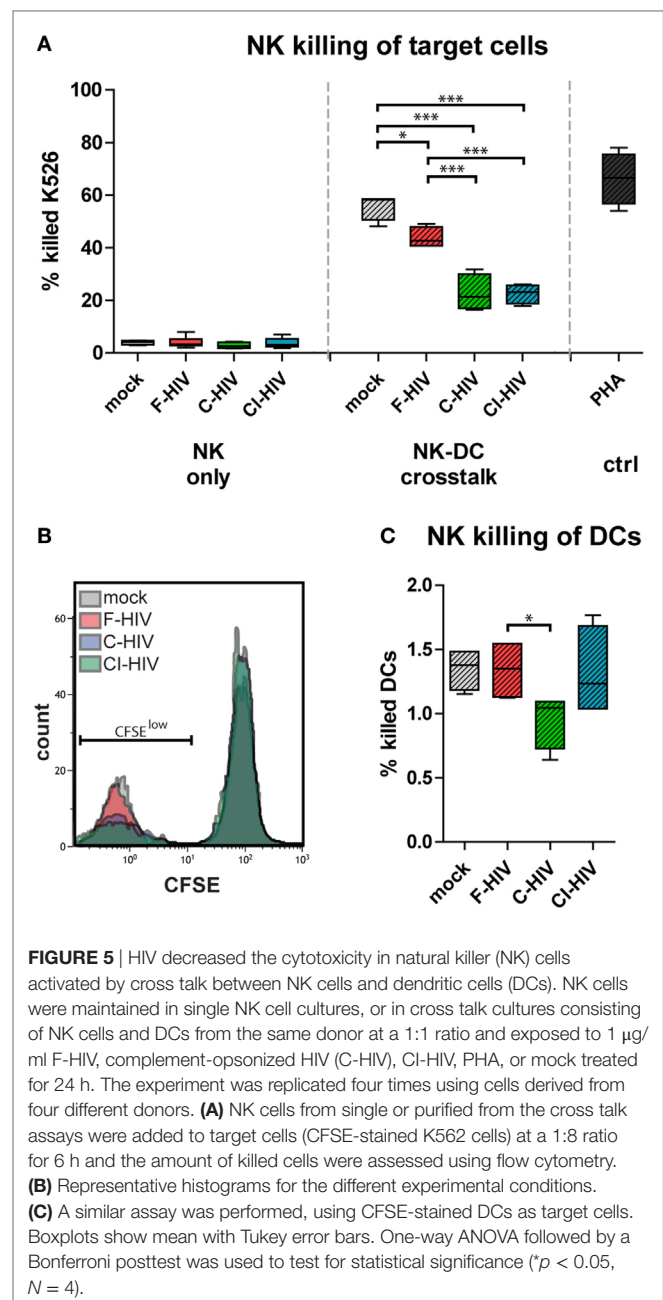 A
NK killing of target cells
% killed K526
100
80
60
40
20
0
***
***
*
***
***
mock
F-HIV
C-HIV
CI-HIV
mock
F-HIV
C-HIV
CI-HIV
PHA
NK
only
NK-DC
crosstalk
ctrl
B
mock
F-HIV
C-HIV
CI-HIV
CFSE^low
count
60
40
20
0
10^0
10^1
10^2
10^3
CFSE
C
NK killing of DCs
% killed DCs
2.0
1.5
1.0
0.5
0.0
*
mock
F-HIV
C-HIV
CI-HIV
FIGURE 5 | HIV decreased the cytotoxicity in natural killer (NK) cells
activated by cross talk between NK cells and dendritic cells (DCs). NK cells
were maintained in single NK cell cultures, or in cross talk cultures consisting
of NK cells and DCs from the same donor at a 1:1 ratio and exposed to 1 μg/
ml F-HIV, complement-opsonized HIV (C-HIV), CI-HIV, PHA, or mock treated
for 24 h. The experiment was replicated four times using cells derived from
four different donors. (A) NK cells from single or purified from the cross talk
assays were added to target cells (CFSE-stained K562 cells) at a 1:8 ratio
for 6 h and the amount of killed cells were assessed using flow cytometry.
(B) Representative histograms for the different experimental conditions.
(C) A similar assay was performed, using CFSE-stained DCs as target cells.
Boxplots show mean with Tukey error bars. One-way ANOVA followed by a
Bonferroni posttest was used to test for statistical significance (*p < 0.05,
N = 4).